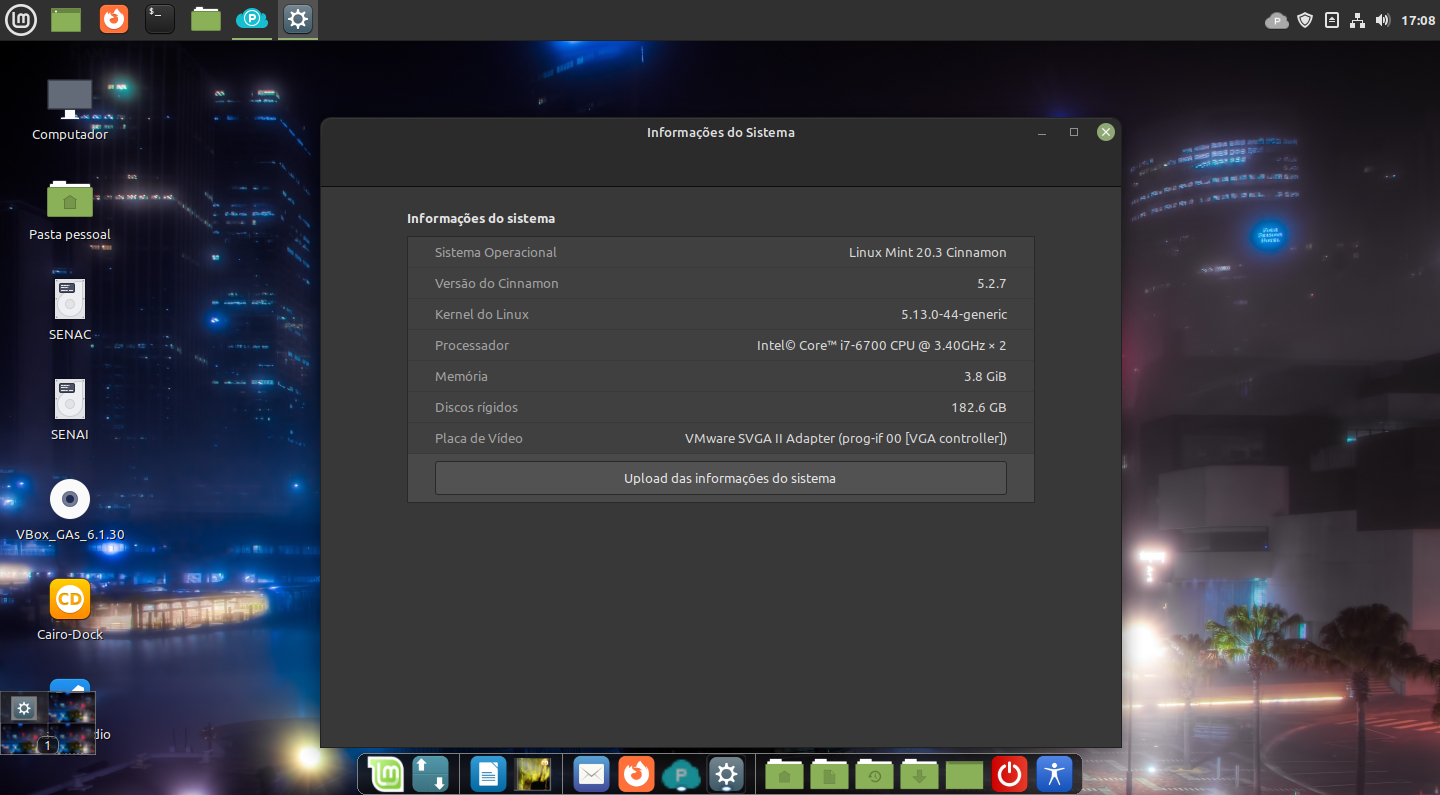 $_
P
P
17:08
Computador
Pasta pessoal
SENAC
SENAI
VBox_GAs_6.1.30
CD
Cairo-Dock
dio
1
Informações do Sistema
Informações do sistema
Sistema Operacional Linux Mint 20.3 Cinnamon
Versão do Cinnamon 5.2.7
Kernel do Linux 5.13.0-44-generic
Processador Intel© Core™ i7-6700 CPU @ 3.40GHz × 2
Memória 3.8 GiB
Discos rígidos 182.6 GB
Placa de Vídeo VMware SVGA II Adapter (prog-if 00 [VGA controller])
Upload das informações do sistema
P